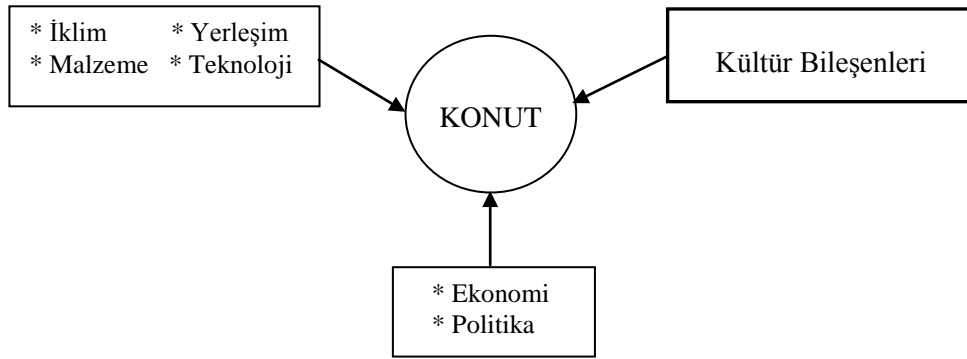 * İklim * Yerleşim
* Malzeme * Teknoloji
Kültür Bileşenleri
KONUT
* Ekonomi
* Politika